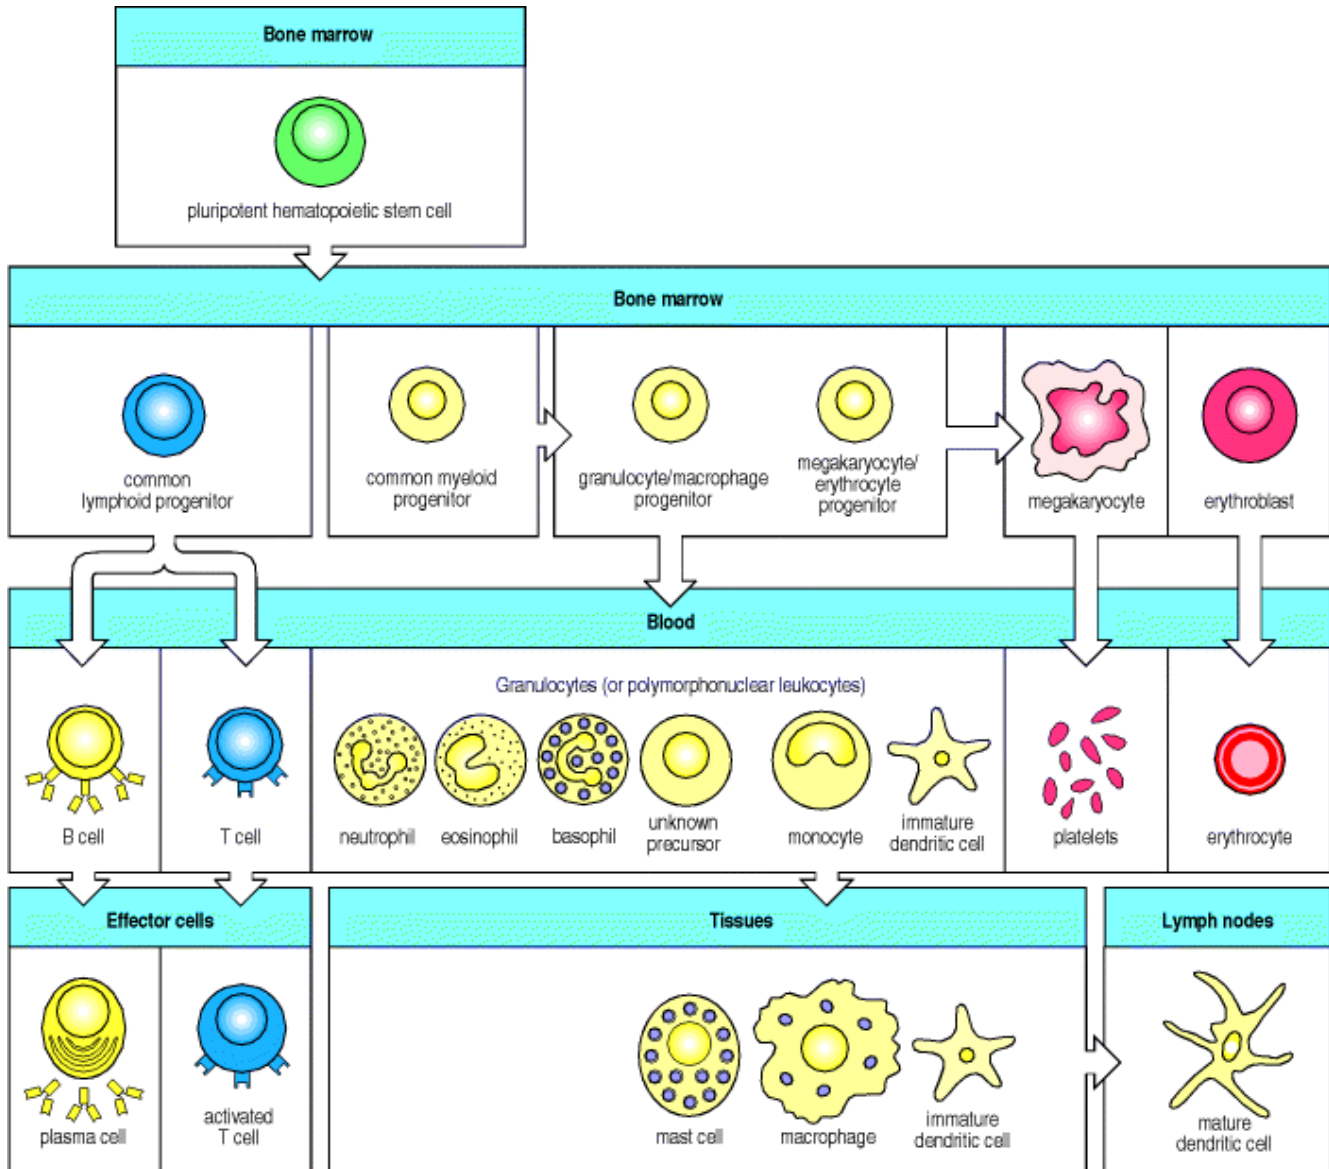 Bone marrow
pluripotent hematopoietic stem cell
Bone marrow
common
lymphoid progenitor
common myeloid
progenitor
granulocyte/macrophage
progenitor
megakaryocyte/
erythrocyte
progenitor
megakaryocyte
erythroblast
Blood
Granulocytes (or polymorphonuclear leukocytes)
B cell
T cell
neutrophil
eosinophil
basophil
unknown
precursor
monocyte
immature
dendritic cell
platelets
erythrocyte
Effector cells
Tissues
Lymph nodes
plasma cell
activated
T cell
mast cell
macrophage
immature
dendritic cell
mature
dendritic cell